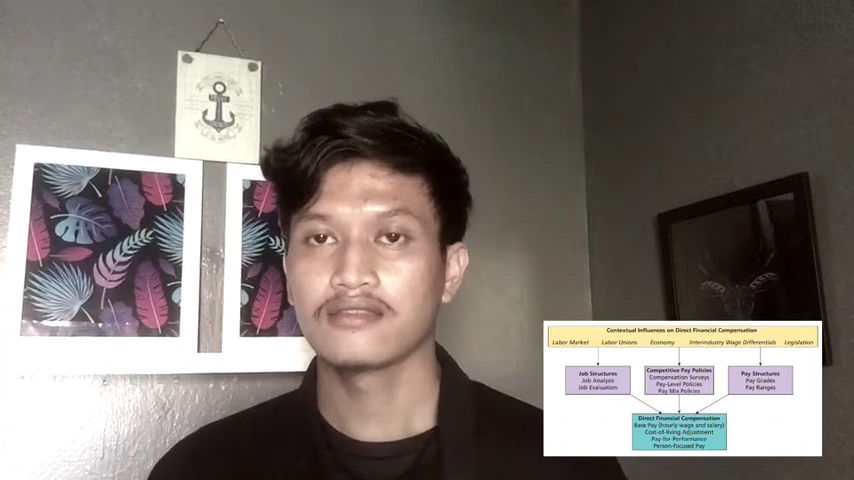 Contextual Influences on Direct Financial Compensation
Labor Market Labor Unions Economy Interindustry Wage Differentials Legislation
Job Structures
Job Analysis
Job Evaluation
Competitive Pay Policies
Compensation Surveys
Pay-Level Policies
Pay Mix Policies
Pay Structures
Pay Grades
Pay Ranges
Direct Financial Compensation
Base Pay (hourly wage and salary)
Cost-of-living Adjustment
Pay for Performance
Person-focused Pay